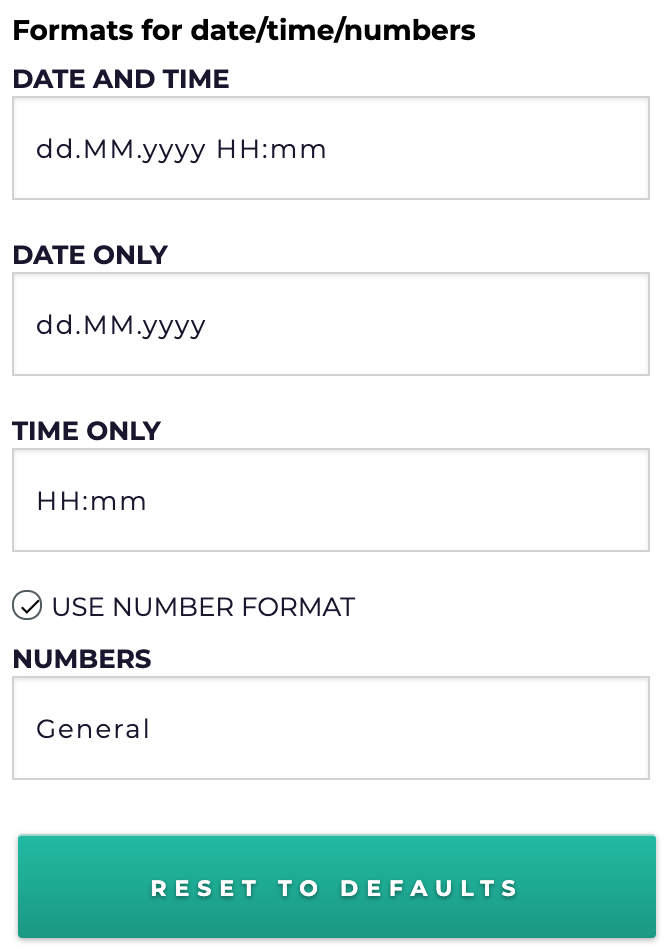 Formats for date/time/numbers
DATE AND TIME
dd.MM.yyyy HH:mm
DATE ONLY
dd.MM.yyyy
TIME ONLY
HH:mm
USE NUMBER FORMAT
NUMBERS
General
RESET TO DEFAULTS